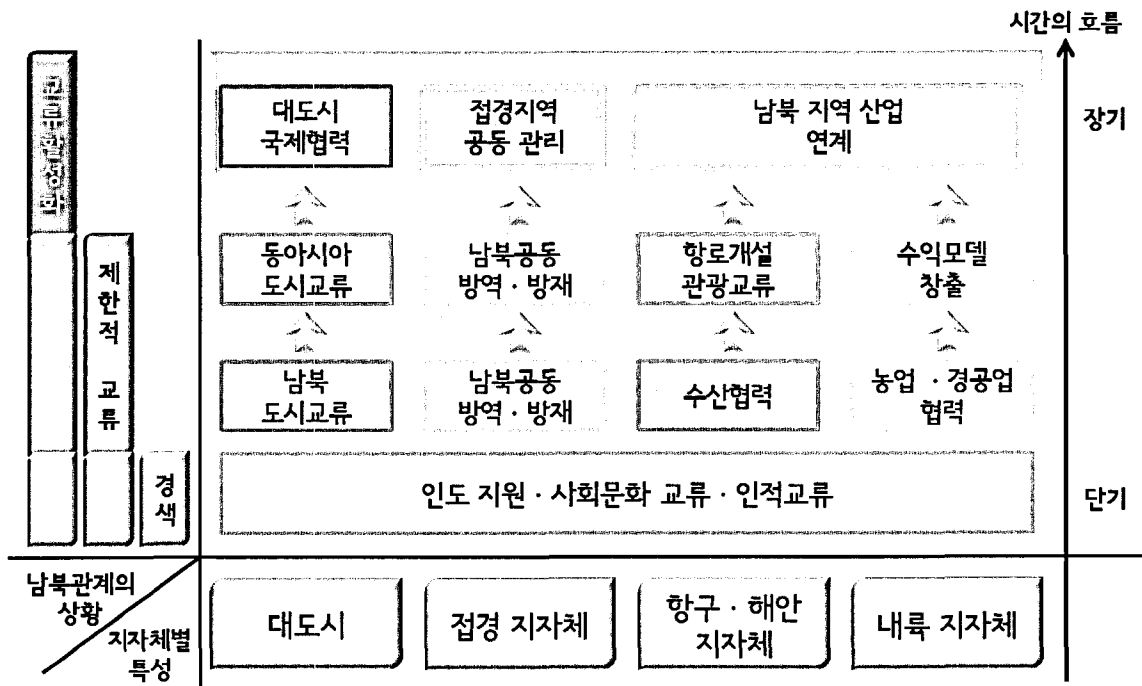 시간의 흐름
교류활성화
대도시
국제협력
접경지역
공동 관리
남북 지역 산업
연계
장기
제한적 교류
동아시아
도시교류
남북공동
방역 · 방재
항로개설
관광교류
수익모델
창출
남북
도시교류
남북공동
방역 · 방재
수산협력
농업 · 경공업
협력
경색
인도 지원 · 사회문화 교류 · 인적교류
단기
남북관계의
상황
지자체별
특성
대도시
접경 지자체
항구 · 해안
지자체
내륙 지자체